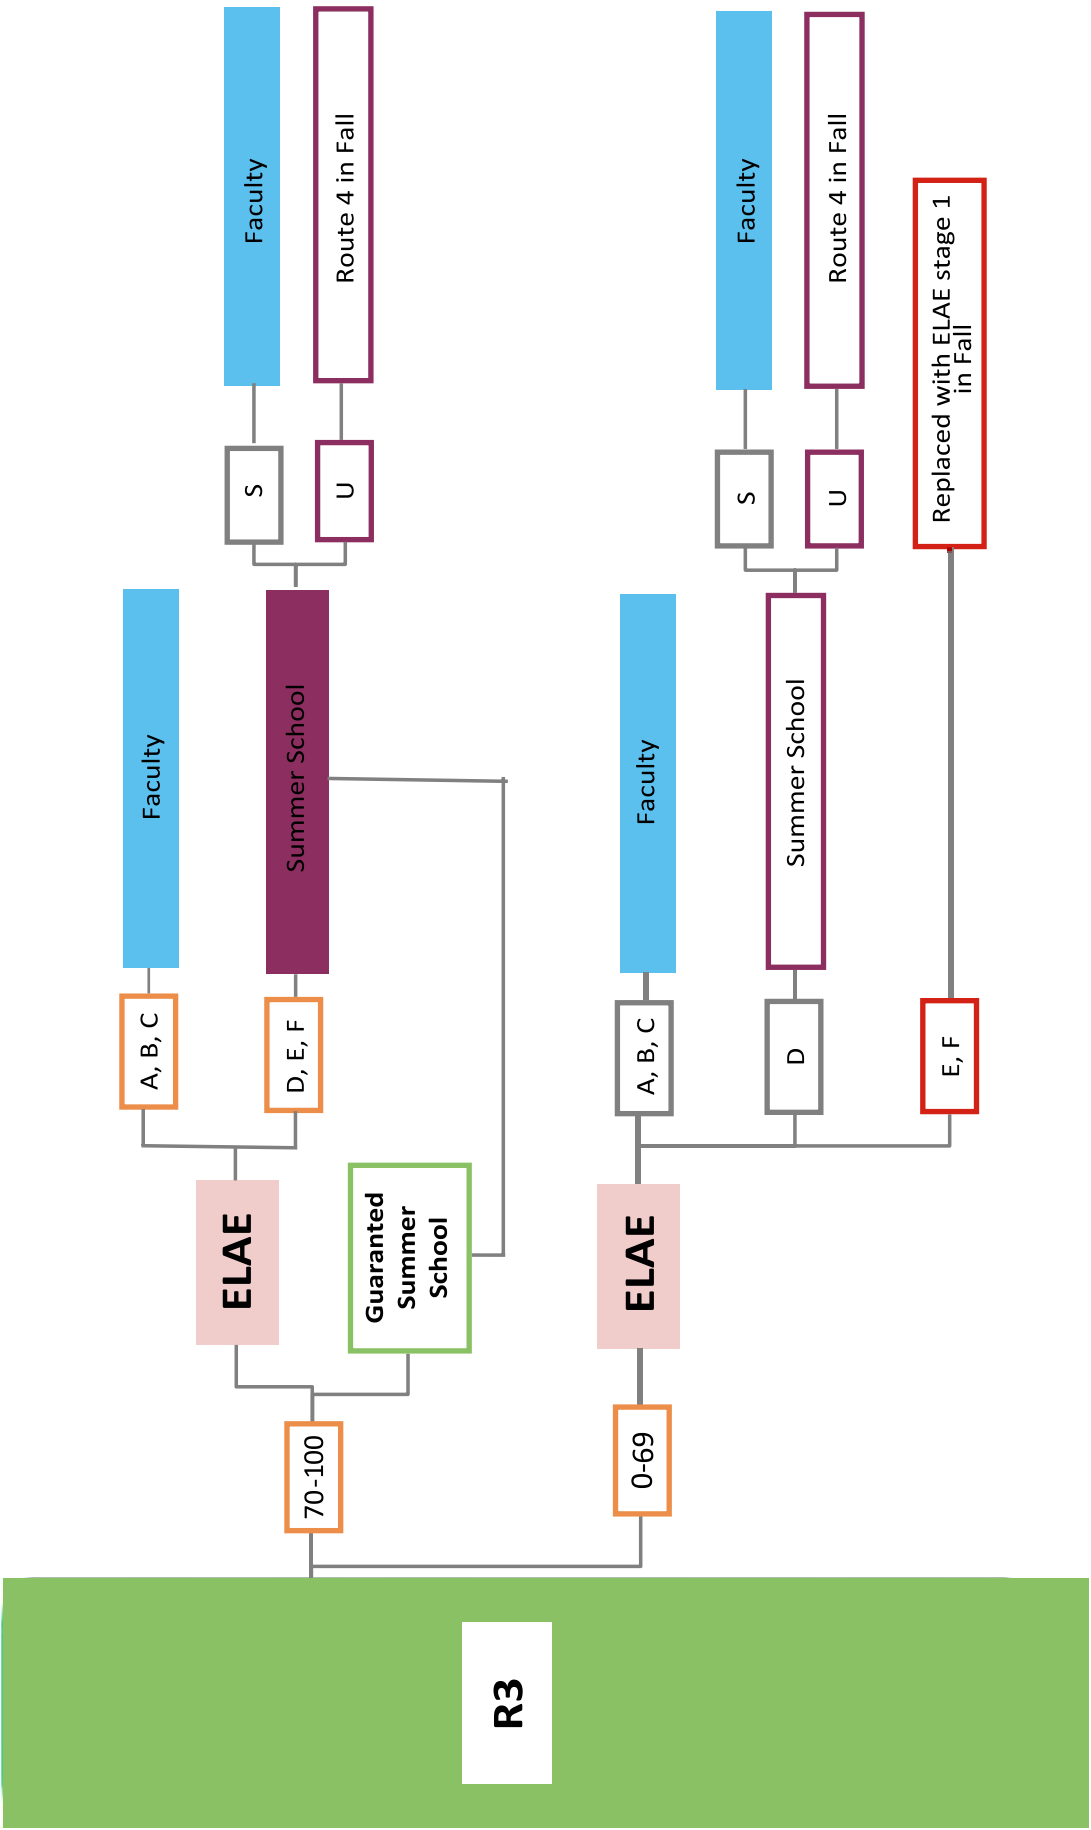 R3
70-100
0-69
ELAE
Guaranted
Summer
School
ELAE
A, B, C
D, E, F
A, B, C
D
E, F
Faculty
Summer School
Faculty
Summer School
S
U
S
U
Faculty
Route 4 in Fall
Faculty
Route 4 in Fall
Replaced with ELAE stage 1
in Fall